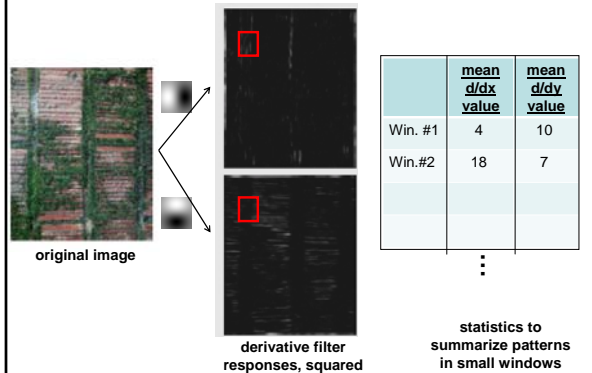 original image
derivative filter
responses, squared
mean
d/dx
value
mean
d/dy
value
Win. #1 4 10
Win.#2 18 7
⋮
statistics to
summarize patterns
in small windows